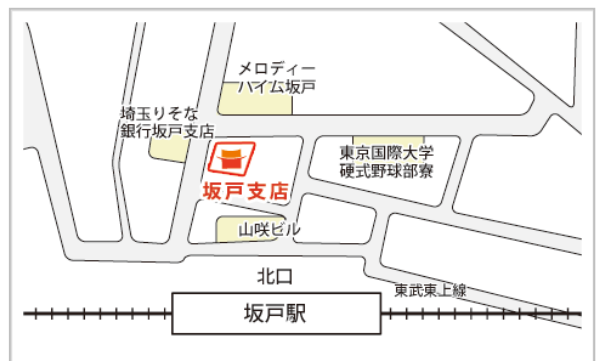 メロディー
ハイム坂戸
埼玉りそな
銀行坂戸支店
東京国際大学
硬式野球部寮
坂戸支店
山咲ビル
北口
東武東上線
坂戸駅